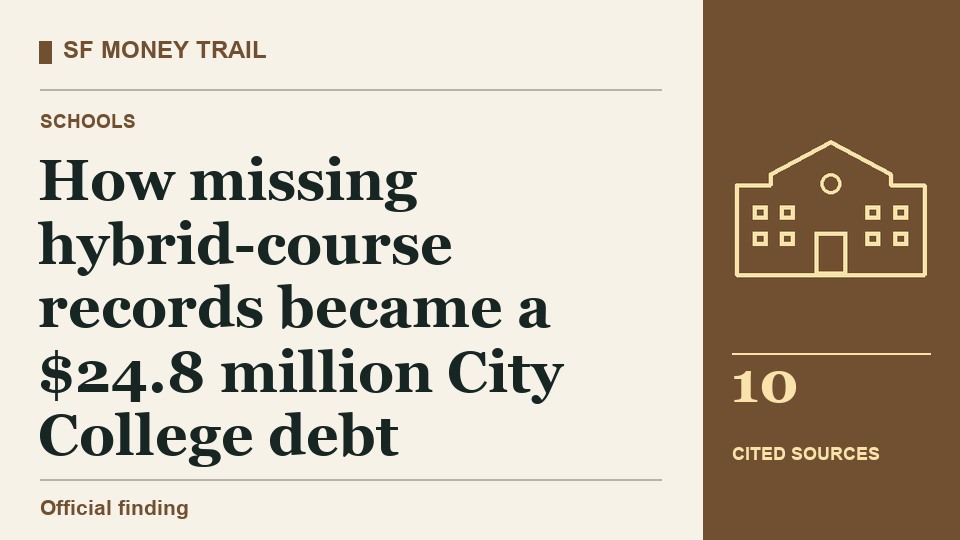 SF MONEY TRAIL
SCHOOLS
How missing
hybrid-course
records became a
$24.8 million City
College debt
Official finding
10
CITED SOURCES